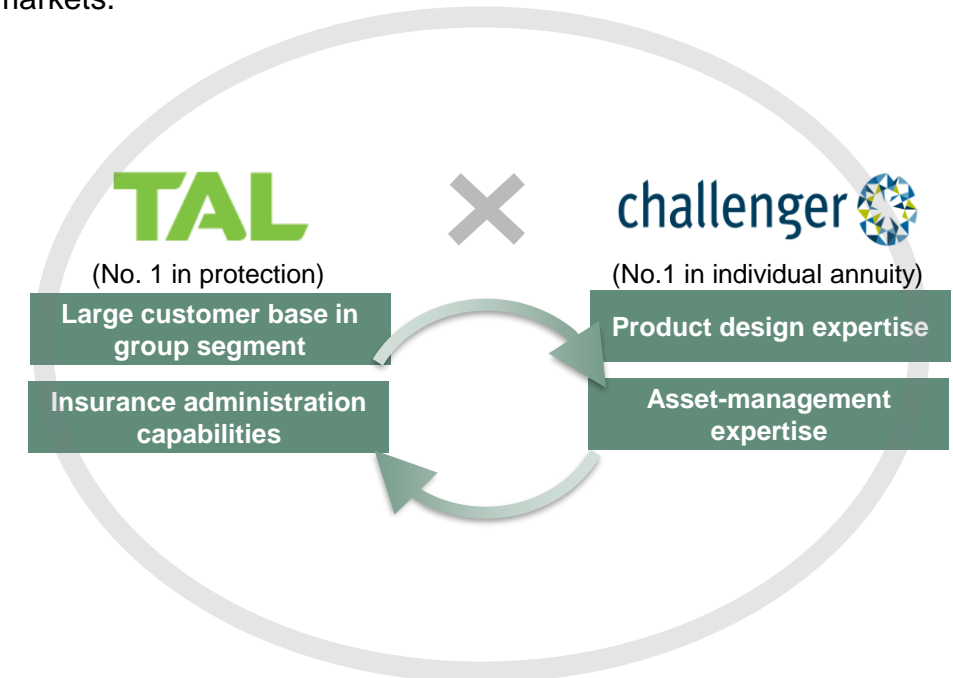 markets.
TAL
challenger
(No. 1 in protection)
(No.1 in individual annuity)
Large customer base in
group segment
Product design expertise
Insurance administration
capabilities
Asset-management
expertise